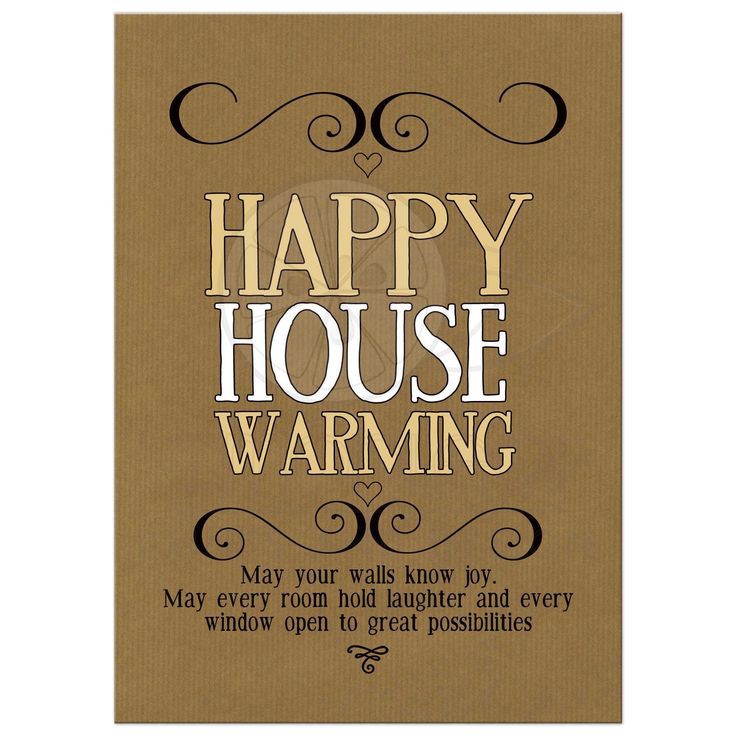 HAPPY
HOUSE
WARMING
May your walls know joy.
May every room hold laughter and every
window open to great possibilities